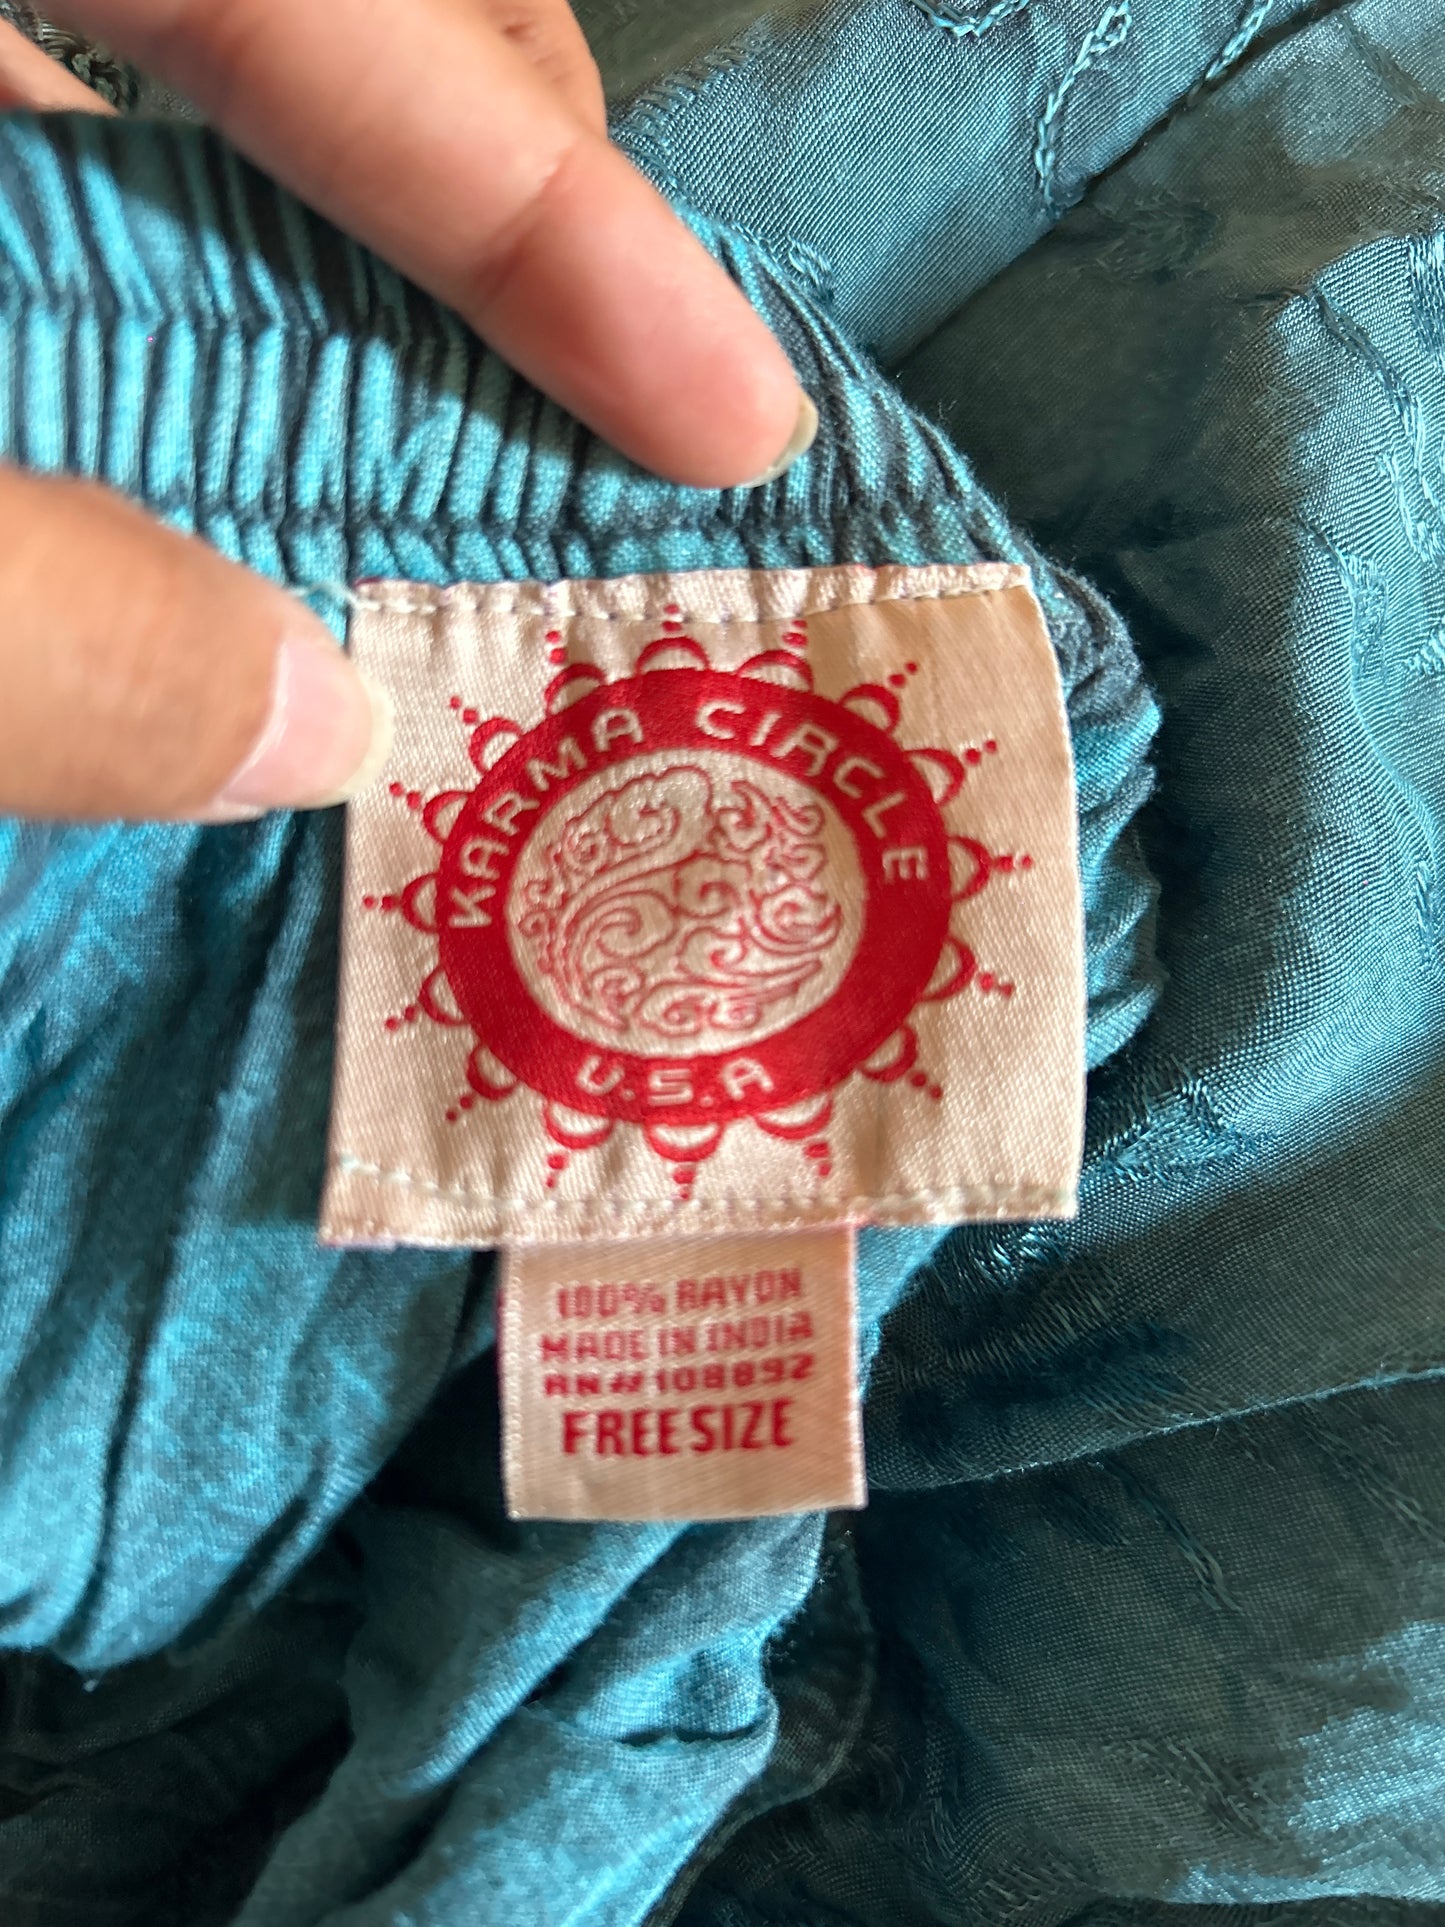 KARMA CIRCLE
U.S.A
100% RAYON
MADE IN INDIA
RN# 108892
FREE SIZE